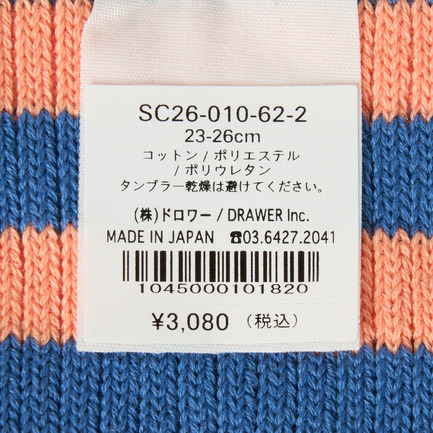 SC26-010-62-2
23-26cm
コットン / ポリエステル
/ ポリウレタン
タンブラー乾燥は避けてください。
(株)ドロワー / DRAWER Inc.
MADE IN JAPAN ☎03.6427.2041
1045000101820
¥3,080 (税込)